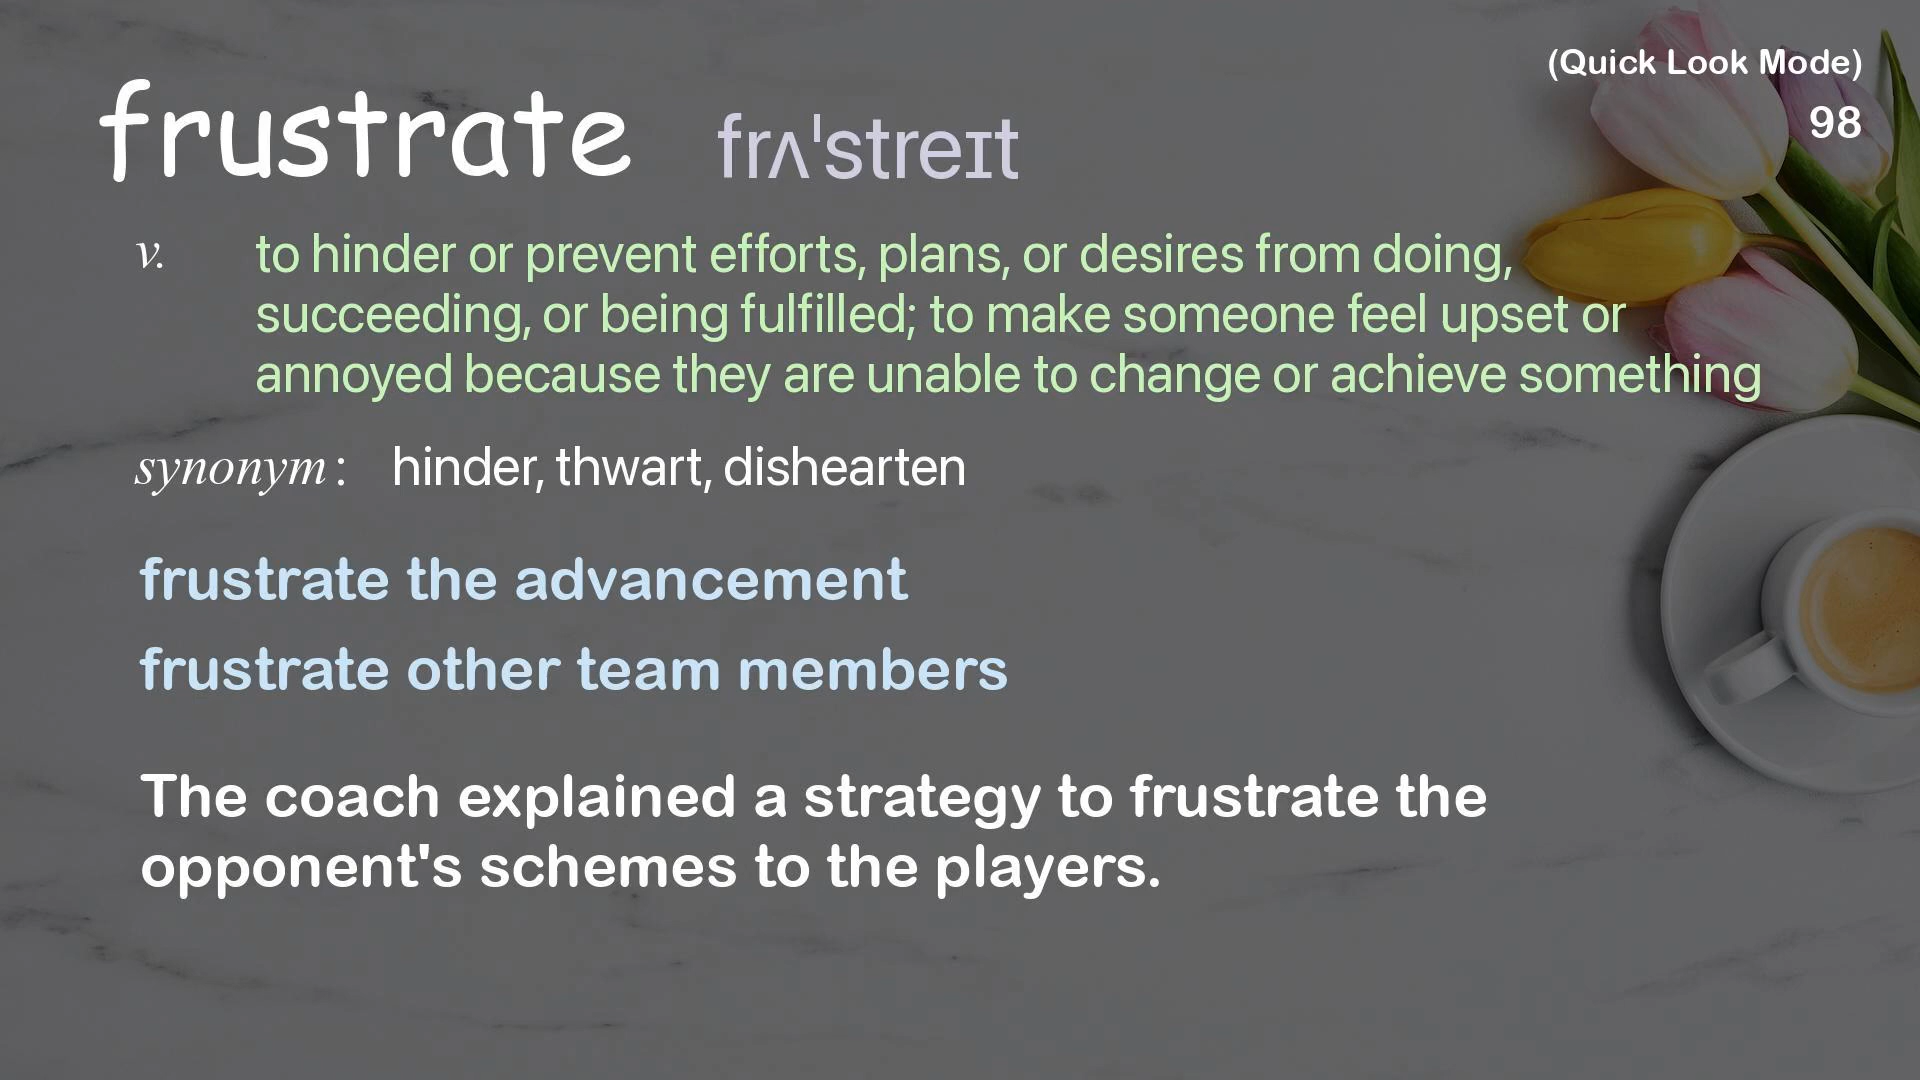 (Quick Look Mode)
98
frustrate frʌˈstreɪt
v. to hinder or prevent efforts, plans, or desires from doing,
succeeding, or being fulfilled; to make someone feel upset or
annoyed because they are unable to change or achieve something
synonym: hinder, thwart, dishearten
frustrate the advancement
frustrate other team members
The coach explained a strategy to frustrate the
opponent's schemes to the players.